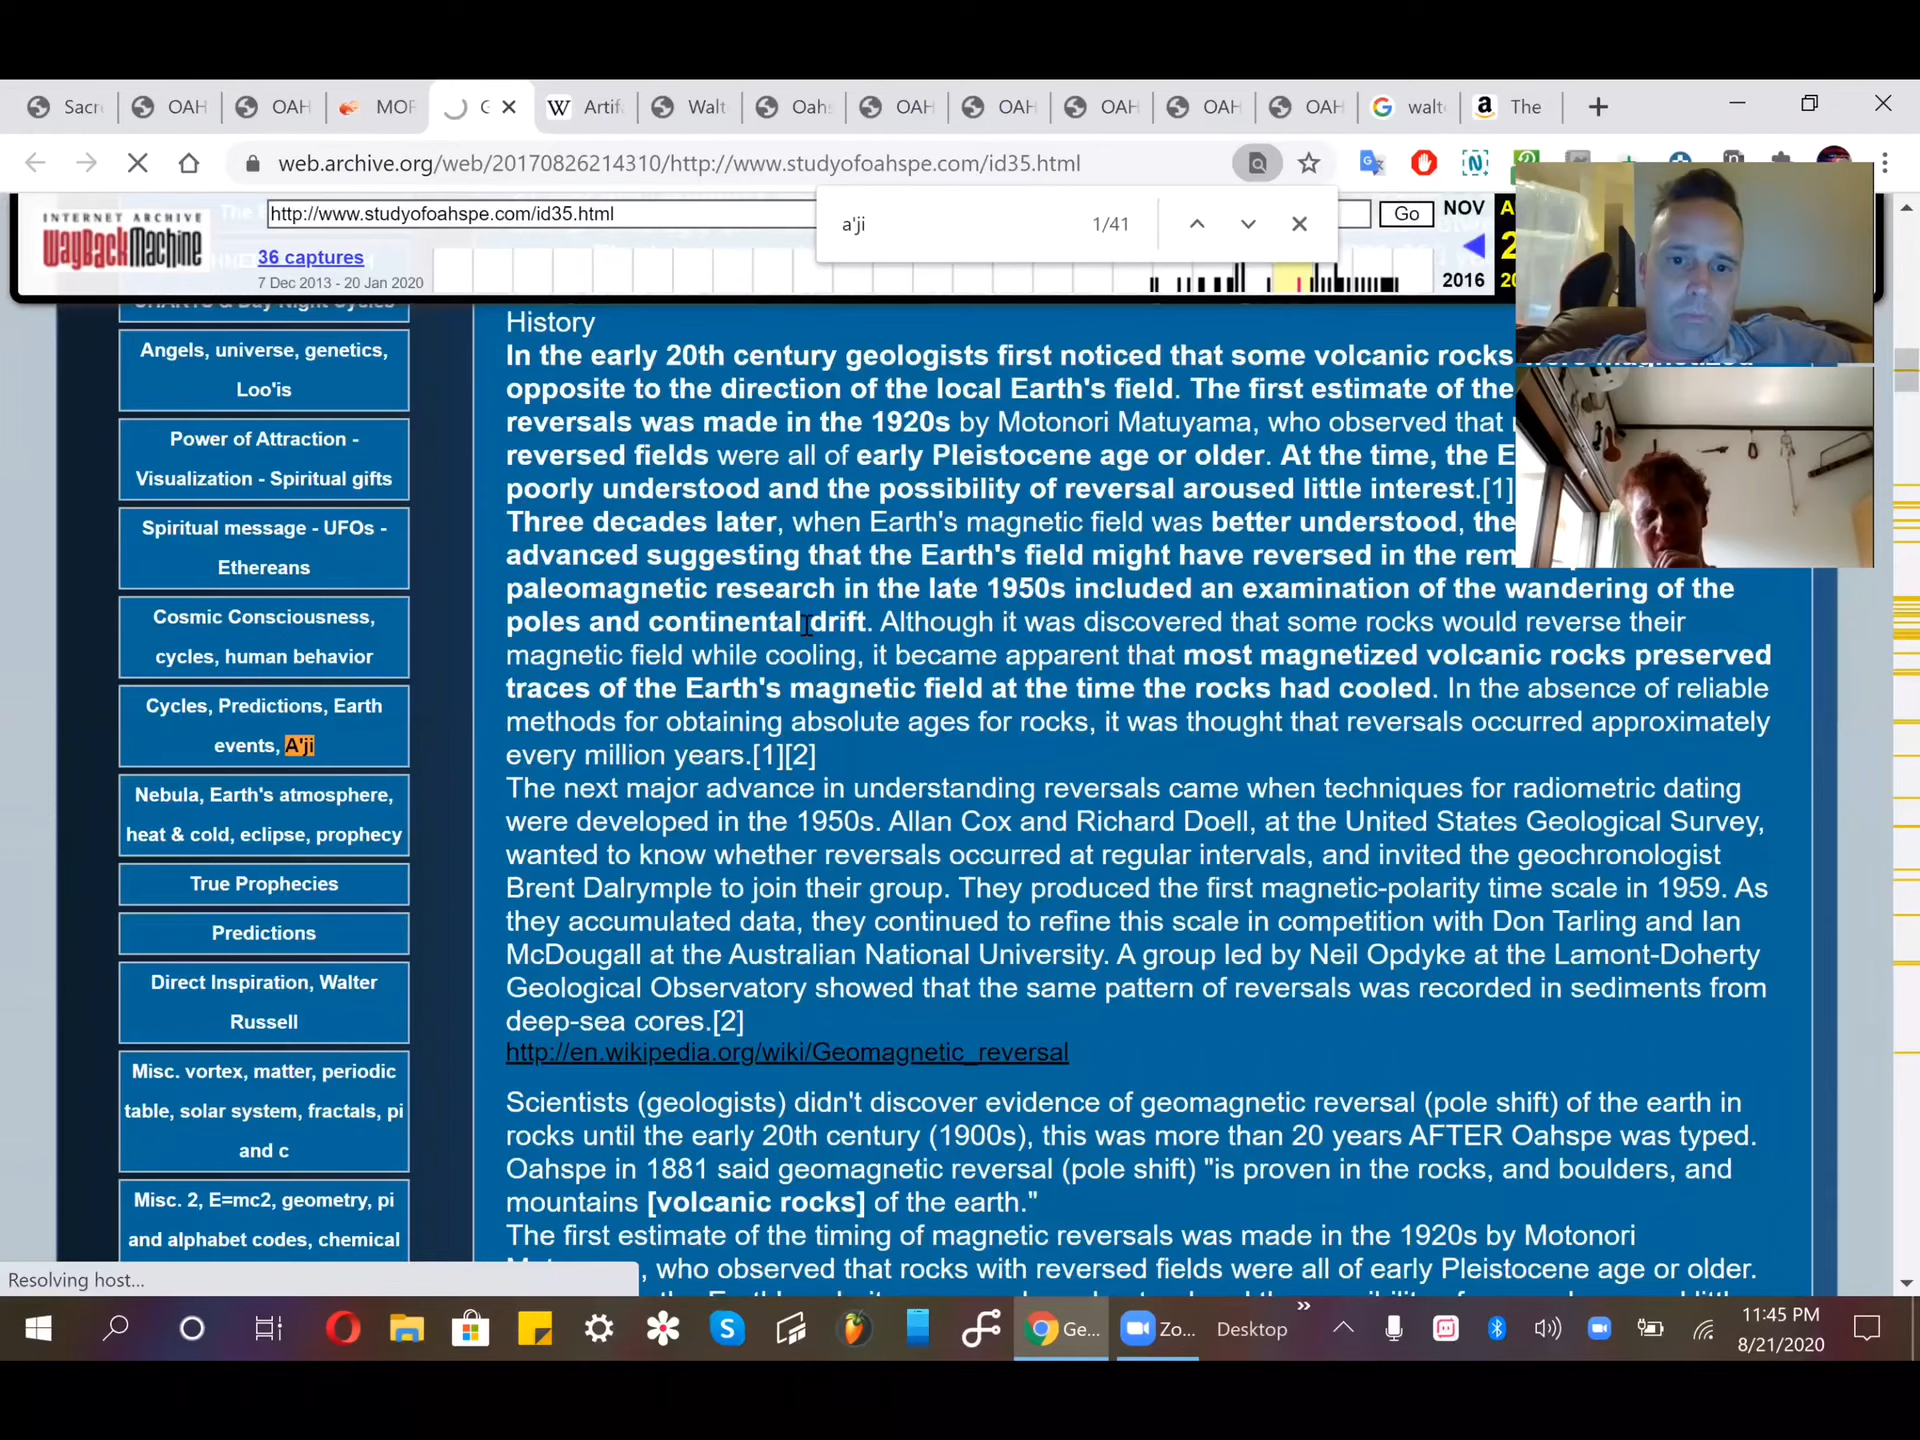 Sacr
OAH
OAH
MOF
G
Artif
Walt
Oahs
OAH
OAH
OAH
OAH
OAH
walt
The
web.archive.org/web/20170826214310/http://www.studyofoahspe.com/id35.html
INTERNET ARCHIVE
WayBackMachine
http://www.studyofoahspe.com/id35.html
36 captures
7 Dec 2013 - 20 Jan 2020
a'ji
1/41
Go
NOV
2016
CHARTS & Day Night Cycles
Angels, universe, genetics,
Loo'is
Power of Attraction -
Visualization - Spiritual gifts
Spiritual message - UFOs -
Ethereans
Cosmic Consciousness,
cycles, human behavior
Cycles, Predictions, Earth
events, A'ji
Nebula, Earth's atmosphere,
heat & cold, eclipse, prophecy
True Prophecies
Predictions
Direct Inspiration, Walter
Russell
Misc. vortex, matter, periodic
table, solar system, fractals, pi
and c
Misc. 2, E=mc2, geometry, pi
and alphabet codes, chemical
History
In the early 20th century geologists first noticed that some volcanic rocks were magnetized
opposite to the direction of the local Earth's field. The first estimate of the
reversals was made in the 1920s by Motonori Matuyama, who observed that
reversed fields were all of early Pleistocene age or older. At the time, the E
poorly understood and the possibility of reversal aroused little interest.[1]
Three decades later, when Earth's magnetic field was better understood, the
advanced suggesting that the Earth's field might have reversed in the rem
paleomagnetic research in the late 1950s included an examination of the wandering of the
poles and continental drift. Although it was discovered that some rocks would reverse their
magnetic field while cooling, it became apparent that most magnetized volcanic rocks preserved
traces of the Earth's magnetic field at the time the rocks had cooled. In the absence of reliable
methods for obtaining absolute ages for rocks, it was thought that reversals occurred approximately
every million years.[1][2]
The next major advance in understanding reversals came when techniques for radiometric dating
were developed in the 1950s. Allan Cox and Richard Doell, at the United States Geological Survey,
wanted to know whether reversals occurred at regular intervals, and invited the geochronologist
Brent Dalrymple to join their group. They produced the first magnetic-polarity time scale in 1959. As
they accumulated data, they continued to refine this scale in competition with Don Tarling and Ian
McDougall at the Australian National University. A group led by Neil Opdyke at the Lamont-Doherty
Geological Observatory showed that the same pattern of reversals was recorded in sediments from
deep-sea cores.[2]
http://en.wikipedia.org/wiki/Geomagnetic_reversal
Scientists (geologists) didn't discover evidence of geomagnetic reversal (pole shift) of the earth in
rocks until the early 20th century (1900s), this was more than 20 years AFTER Oahspe was typed.
Oahspe in 1881 said geomagnetic reversal (pole shift) "is proven in the rocks, and boulders, and
mountains [volcanic rocks] of the earth."
The first estimate of the timing of magnetic reversals was made in the 1920s by Motonori
, who observed that rocks with reversed fields were all of early Pleistocene age or older.
Resolving host...
Ge...
Zo...
Desktop
11:45 PM
8/21/2020